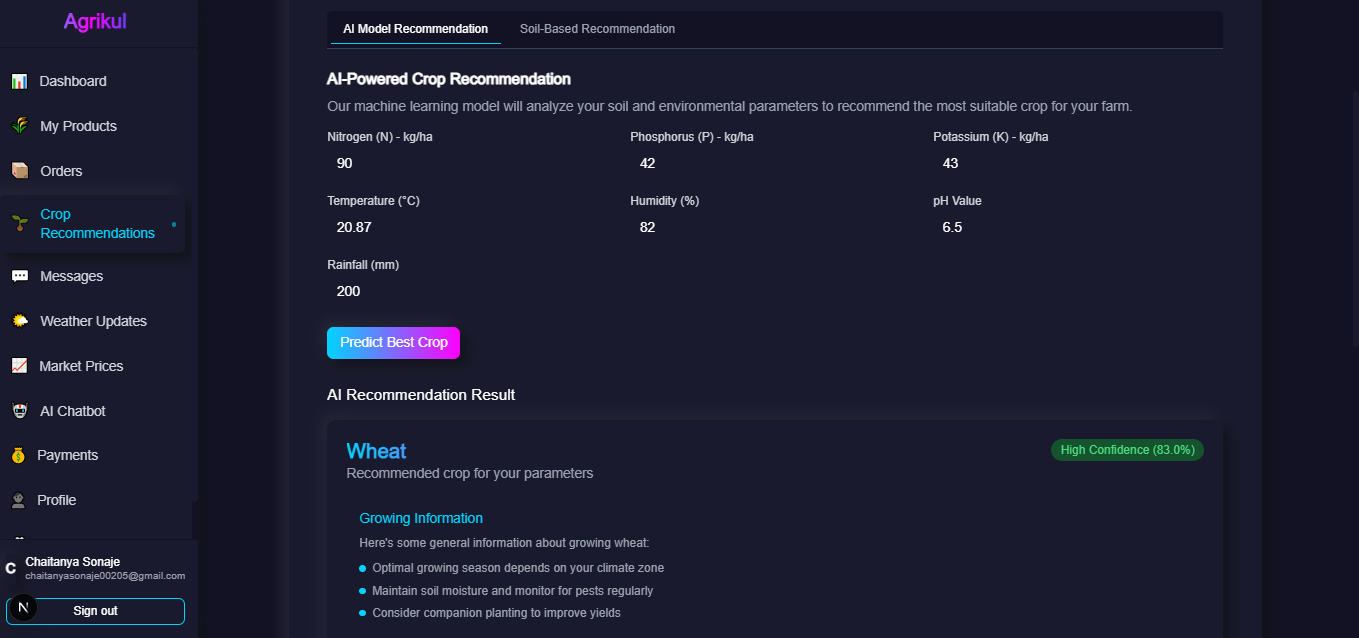 Agrikul
Dashboard
My Products
Orders
Crop
Recommendations
Messages
Weather Updates
Market Prices
AI Chatbot
Payments
Profile
C
Chaitanya Sonaje
chaitanyasonaje00205@gmail.com
N
Sign out
AI Model Recommendation Soil-Based Recommendation
AI-Powered Crop Recommendation
Our machine learning model will analyze your soil and environmental parameters to recommend the most suitable crop for your farm.
Nitrogen (N) - kg/ha Phosphorus (P) - kg/ha Potassium (K) - kg/ha
90 42 43
Temperature (°C) Humidity (%) pH Value
20.87 82 6.5
Rainfall (mm)
200
Predict Best Crop
AI Recommendation Result
Wheat High Confidence (83.0%)
Recommended crop for your parameters
Growing Information
Here's some general information about growing wheat:
Optimal growing season depends on your climate zone
Maintain soil moisture and monitor for pests regularly
Consider companion planting to improve yields